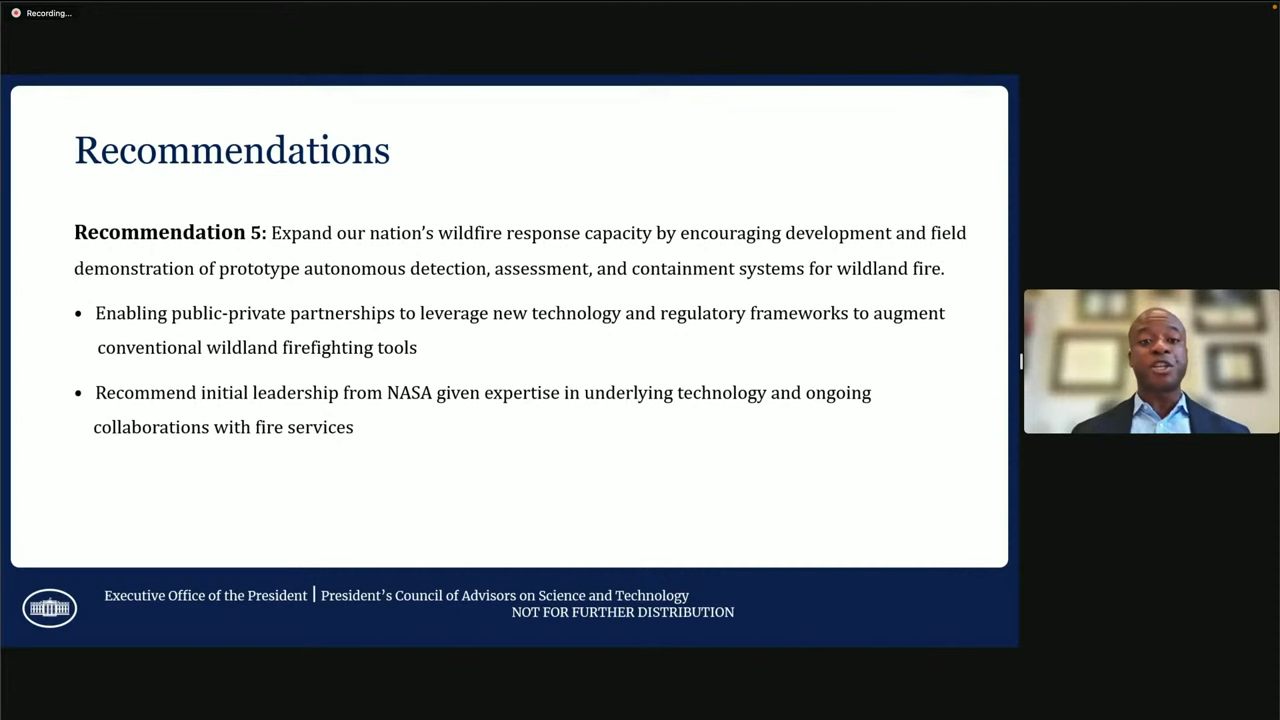 Recording...
Recommendations
Recommendation 5: Expand our nation’s wildfire response capacity by encouraging development and field
demonstration of prototype autonomous detection, assessment, and containment systems for wildland fire.
• Enabling public-private partnerships to leverage new technology and regulatory frameworks to augment
conventional wildland firefighting tools
• Recommend initial leadership from NASA given expertise in underlying technology and ongoing
collaborations with fire services
Executive Office of the President | President’s Council of Advisors on Science and Technology
NOT FOR FURTHER DISTRIBUTION